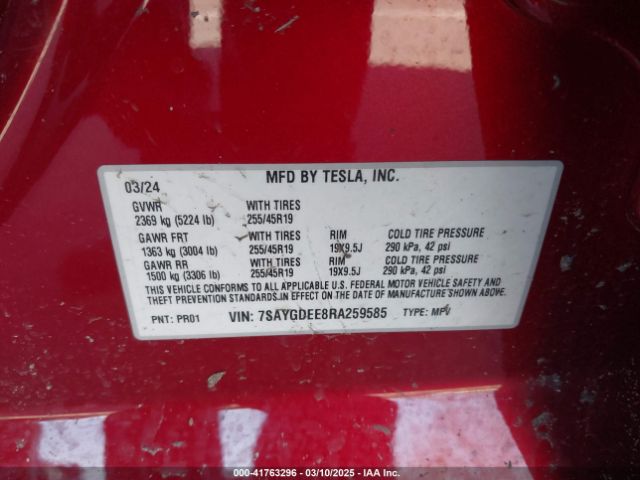 MFD BY TESLA, INC.
03/24
GVWR WITH TIRES
2369 kg (5224 lb) 255/45R19
GAWR FRT WITH TIRES RIM COLD TIRE PRESSURE
1363 kg (3004 lb) 255/45R19 19X9.5J 290 kPa, 42 psi
GAWR RR WITH TIRES RIM COLD TIRE PRESSURE
1500 kg (3306 lb) 255/45R19 19X9.5J 290 kPa, 42 psi
THIS VEHICLE CONFORMS TO ALL APPLICABLE U.S. FEDERAL MOTOR VEHICLE SAFETY AND
THEFT PREVENTION STANDARDS IN EFFECT ON THE DATE OF MANUFACTURE SHOWN ABOVE.
PNT: PR01 VIN: 7SAYGDEE8RA259585 TYPE: MPV
000-41763296 - 03/10/2025 - IAA Inc.